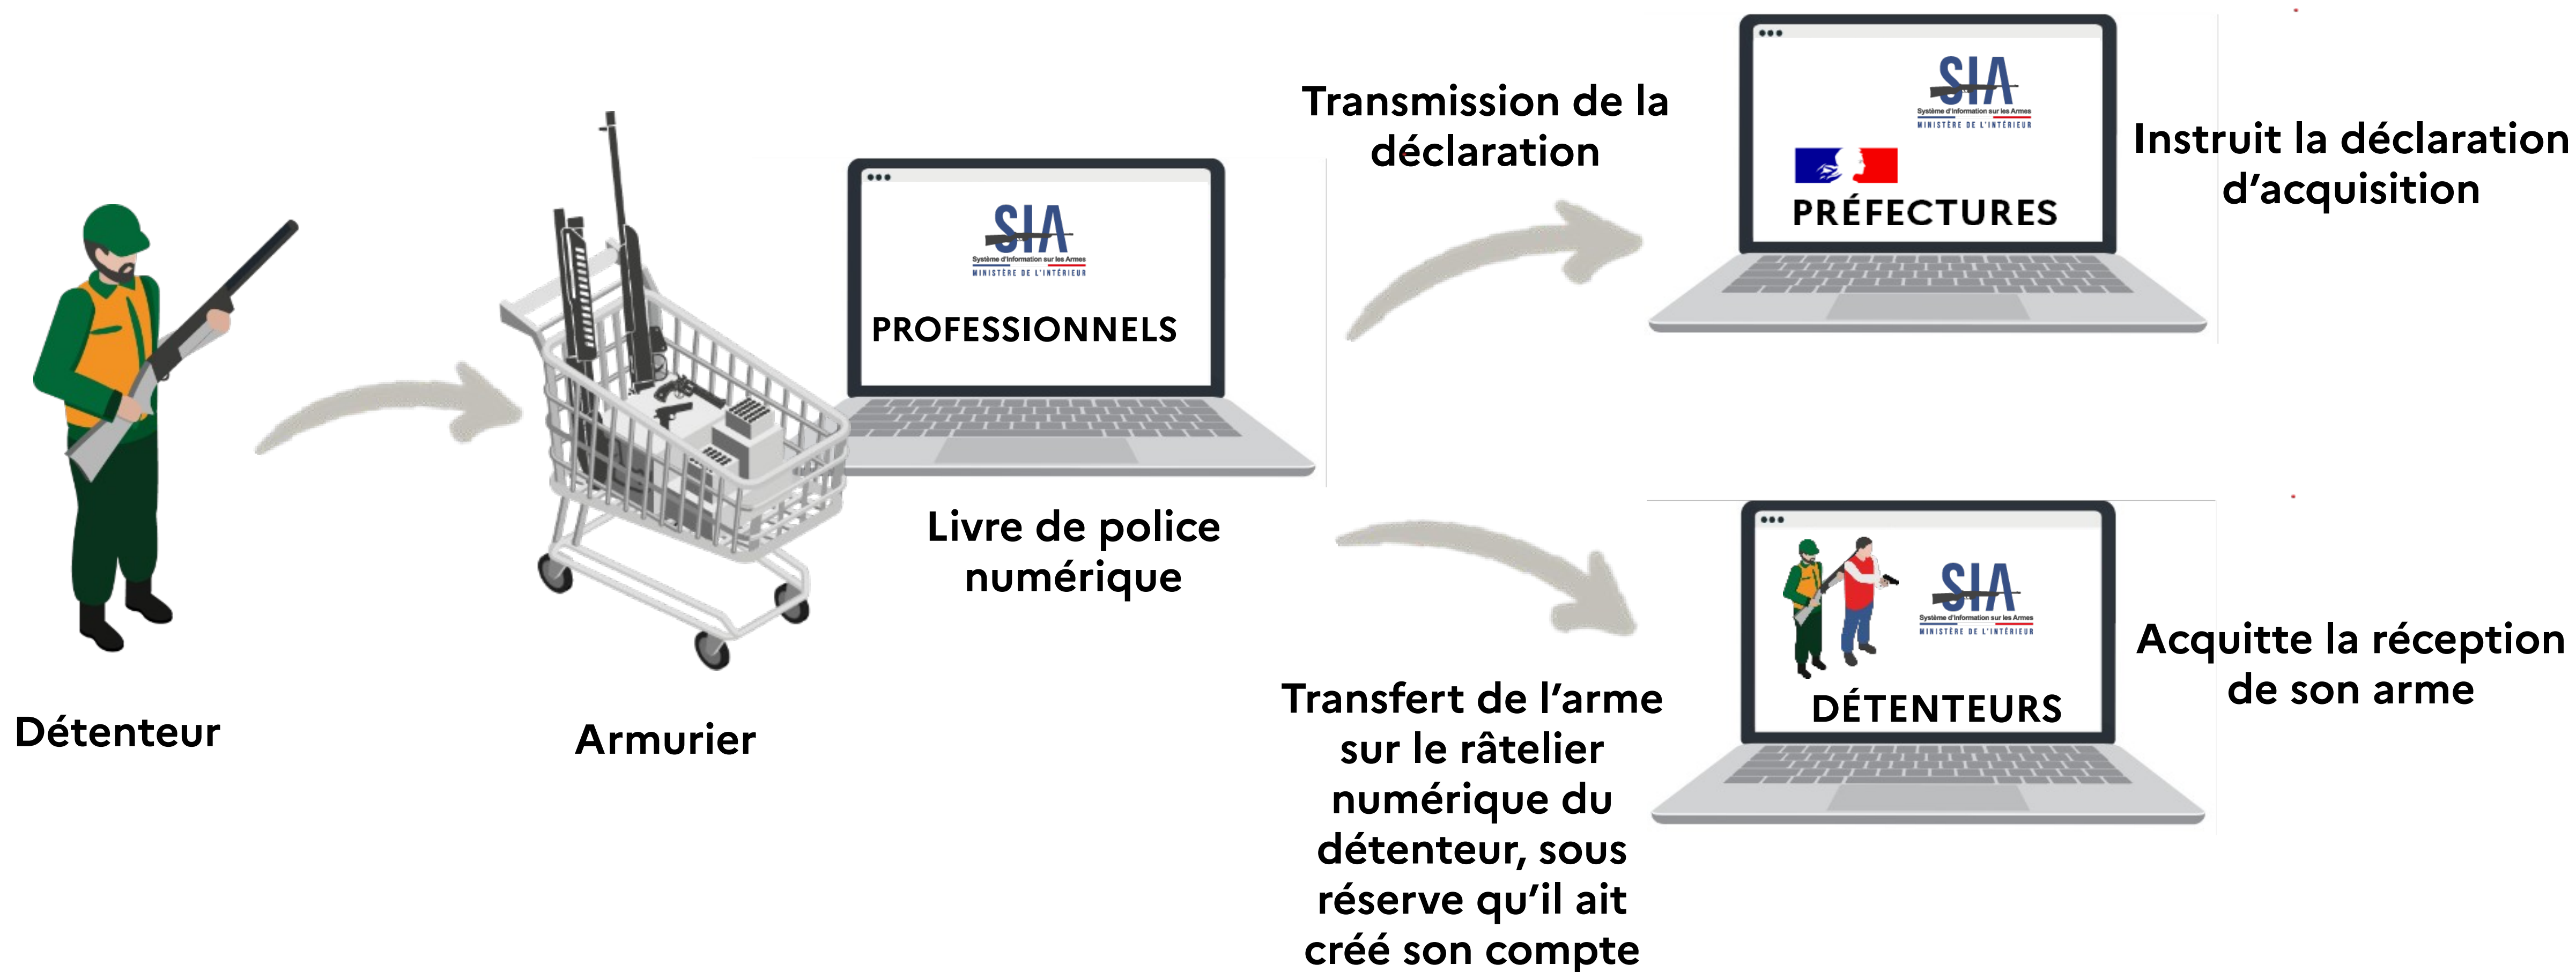 Détenteur
Armurier
SIA
Système d'Information sur les Armes
MINISTÈRE DE L'INTÉRIEUR
PROFESSIONNELS
Livre de police
numérique
Transmission de la
déclaration
SIA
Système d'Information sur les Armes
MINISTÈRE DE L'INTÉRIEUR
PRÉFECTURES
Instruit la déclaration
d’acquisition
Transfert de l’arme
sur le râtelier
numérique du
détenteur, sous
réserve qu’il ait
créé son compte
SIA
Système d'Information sur les Armes
MINISTÈRE DE L'INTÉRIEUR
DÉTENTEURS
Acquitte la réception
de son arme